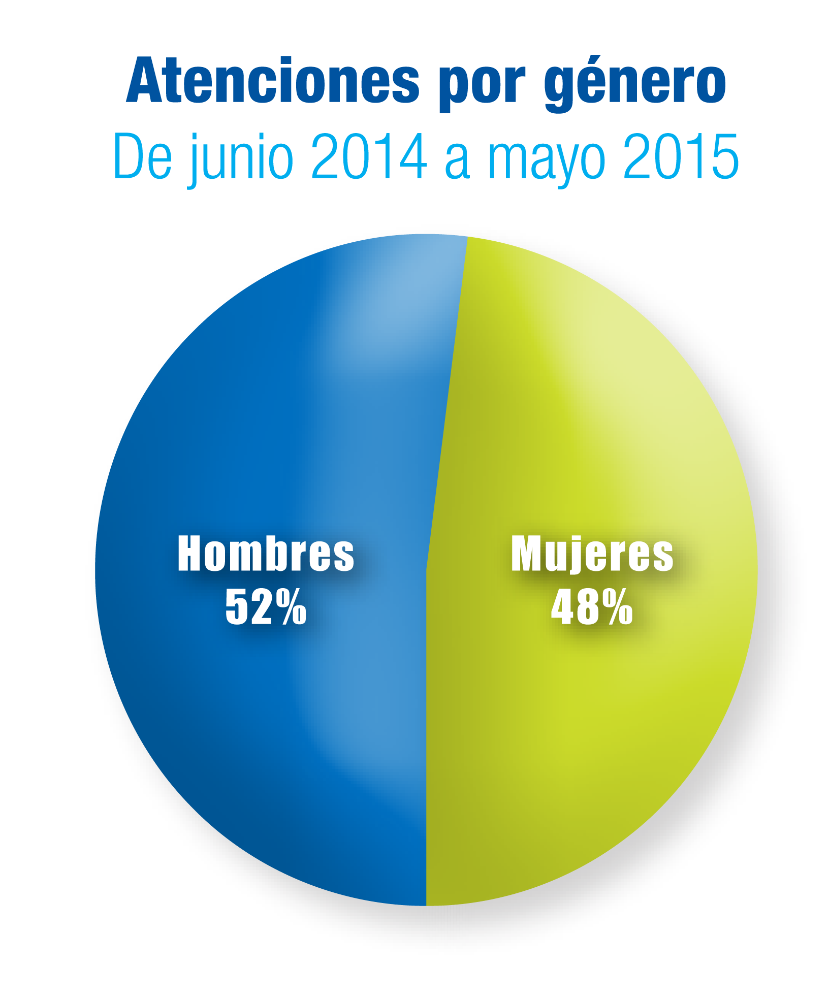 Atenciones por género
De junio 2014 a mayo 2015
Hombres
52%
Mujeres
48%